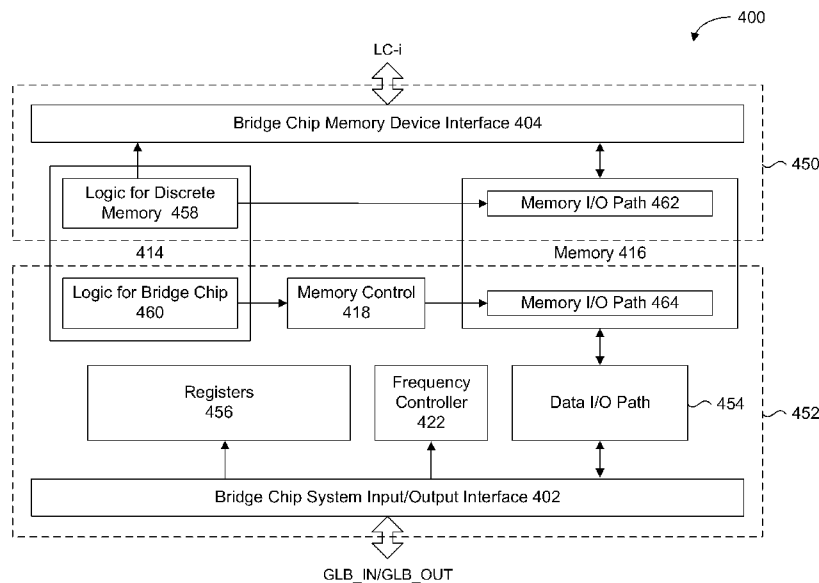 400
LC-i
Bridge Chip Memory Device Interface 404
450
Logic for Discrete
Memory 458
Memory I/O Path 462
414
Memory 416
Logic for Bridge Chip
460
Memory Control
418
Memory I/O Path 464
Registers
456
Frequency
Controller
422
Data I/O Path
454
452
Bridge Chip System Input/Output Interface 402
GLB_IN/GLB_OUT